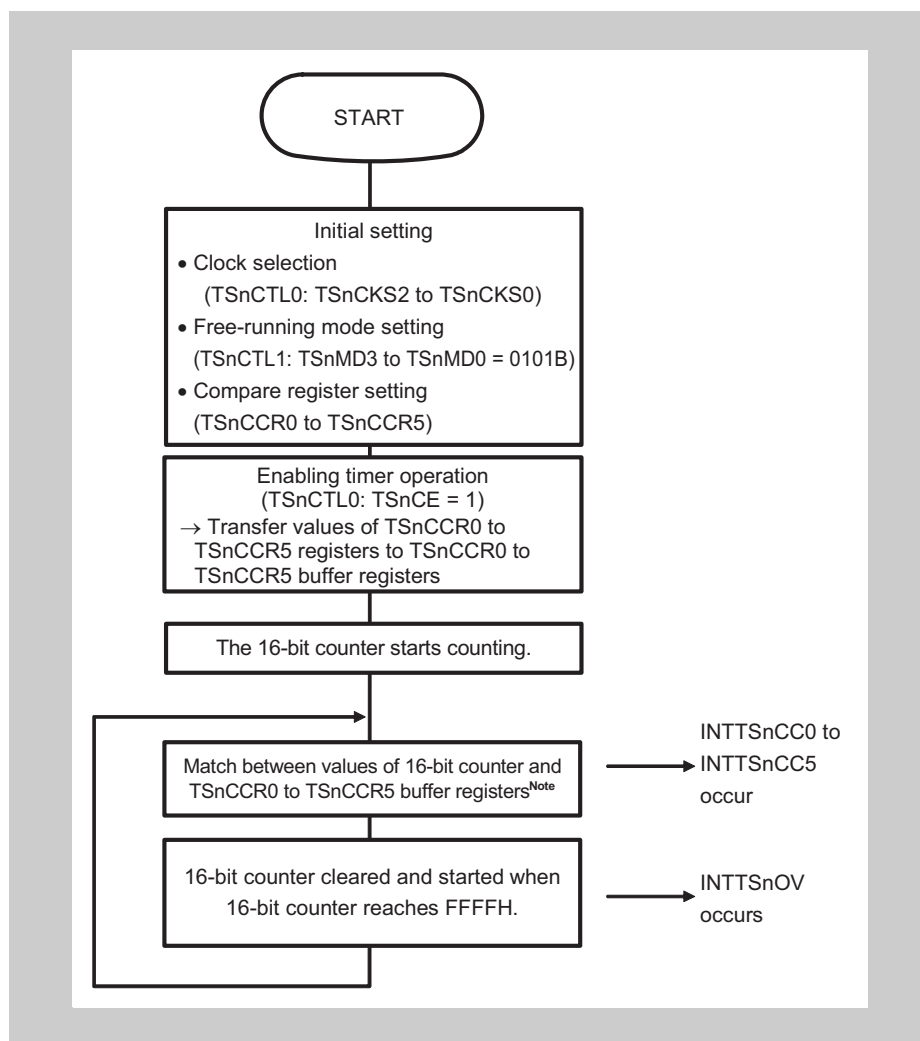 START
Initial setting
• Clock selection
(TSnCTL0: TSnCKS2 to TSnCKS0)
• Free-running mode setting
(TSnCTL1: TSnMD3 to TSnMD0 = 0101B)
• Compare register setting
(TSnCCR0 to TSnCCR5)
Enabling timer operation
(TSnCTL0: TSnCE = 1)
→ Transfer values of TSnCCR0 to
TSnCCR5 registers to TSnCCR0 to
TSnCCR5 buffer registers
The 16-bit counter starts counting.
Match between values of 16-bit counter and
TSnCCR0 to TSnCCR5 buffer registersNote
INTTSnCC0 to
INTTSnCC5
occur
16-bit counter cleared and started when
16-bit counter reaches FFFFH.
INTTSnOV
occurs